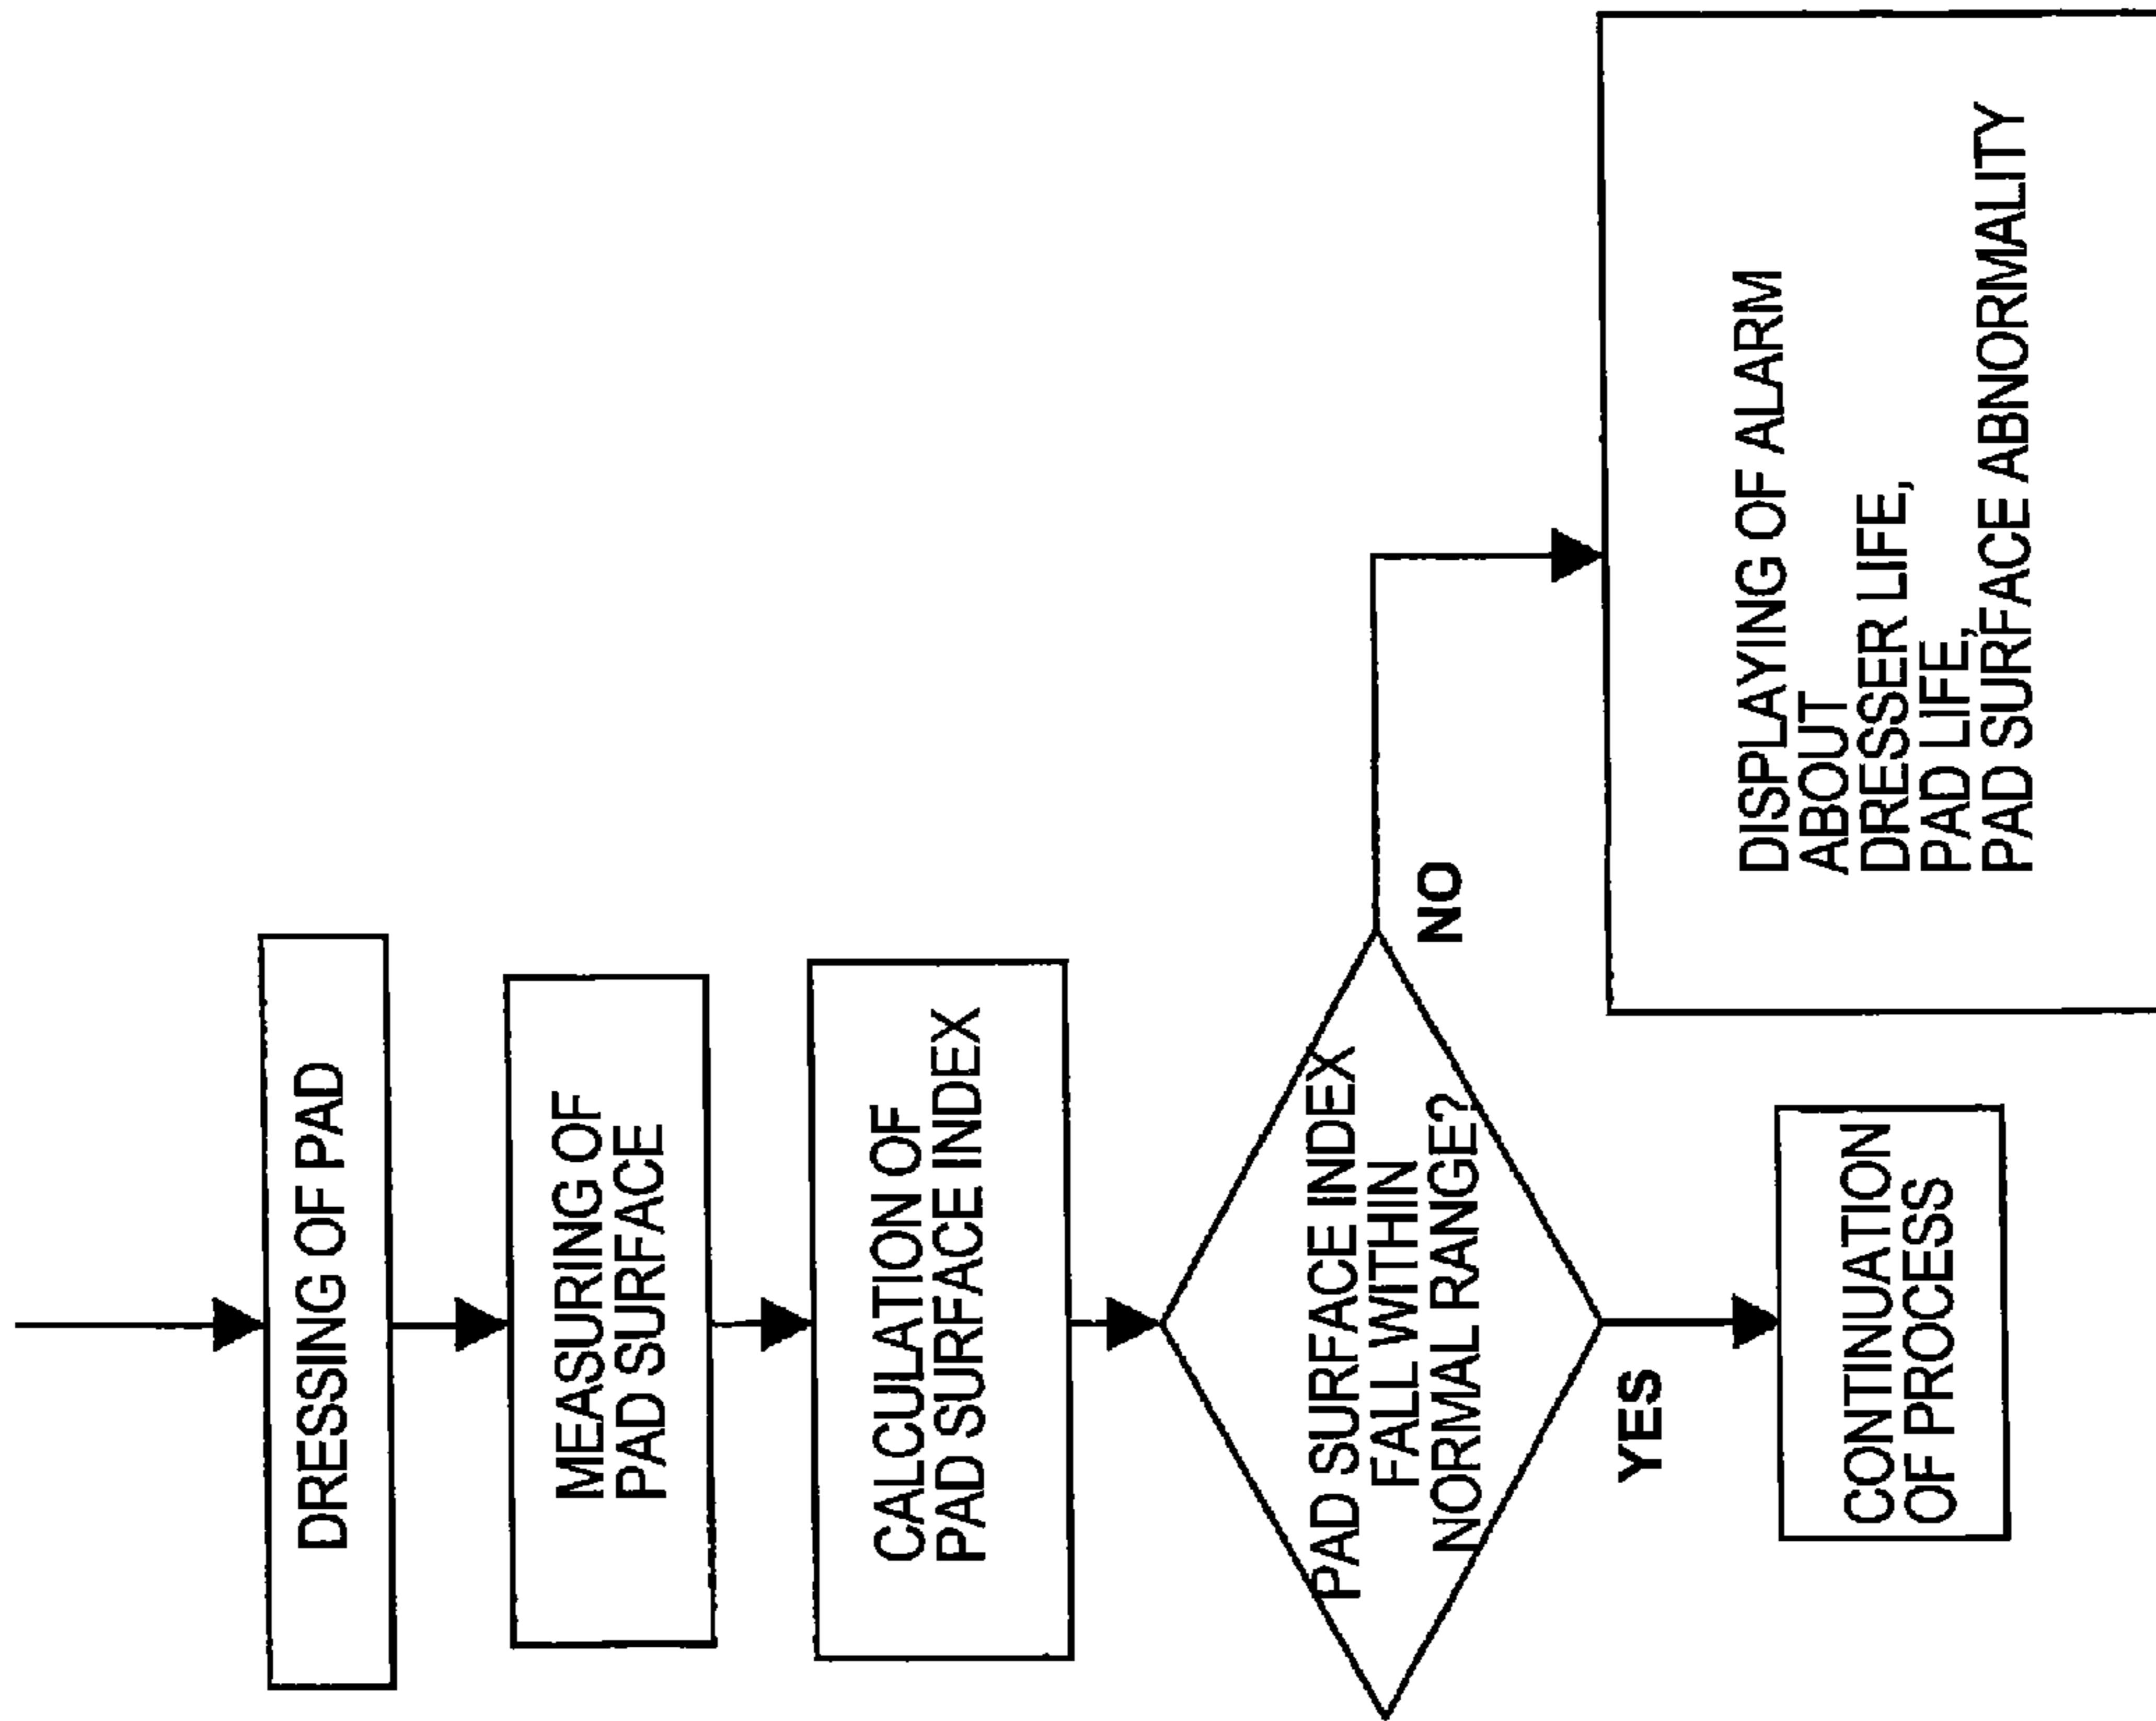 DRESSING OF PAD
MEASURING OF
PAD SURFACE
CALCULATION OF
PAD SURFACE INDEX
PAD SURFACE INDEX
FALL WITHIN
NORMAL RANGE?
NO
YES
CONTINUATION
OF PROCESS
DISPLAYING OF ALARM
ABOUT
DRESSER LIFE,
PAD LIFE,
PAD SURFACE ABNORMALITY